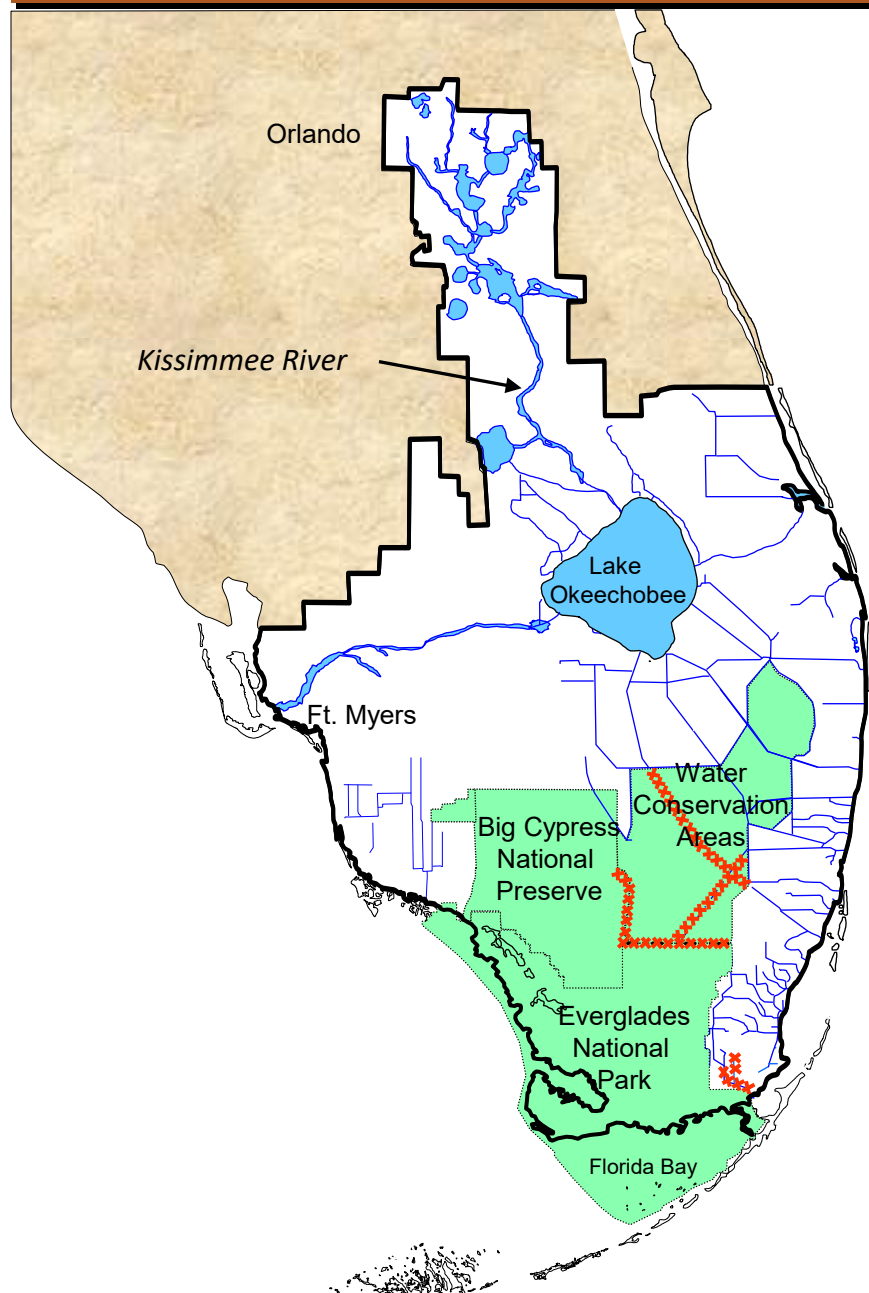 Orlando
Kissimmee River
Lake
Okeechobee
Ft. Myers
Water
Conservation
Areas
Big Cypress
National
Preserve
Everglades
National
Park
Florida Bay